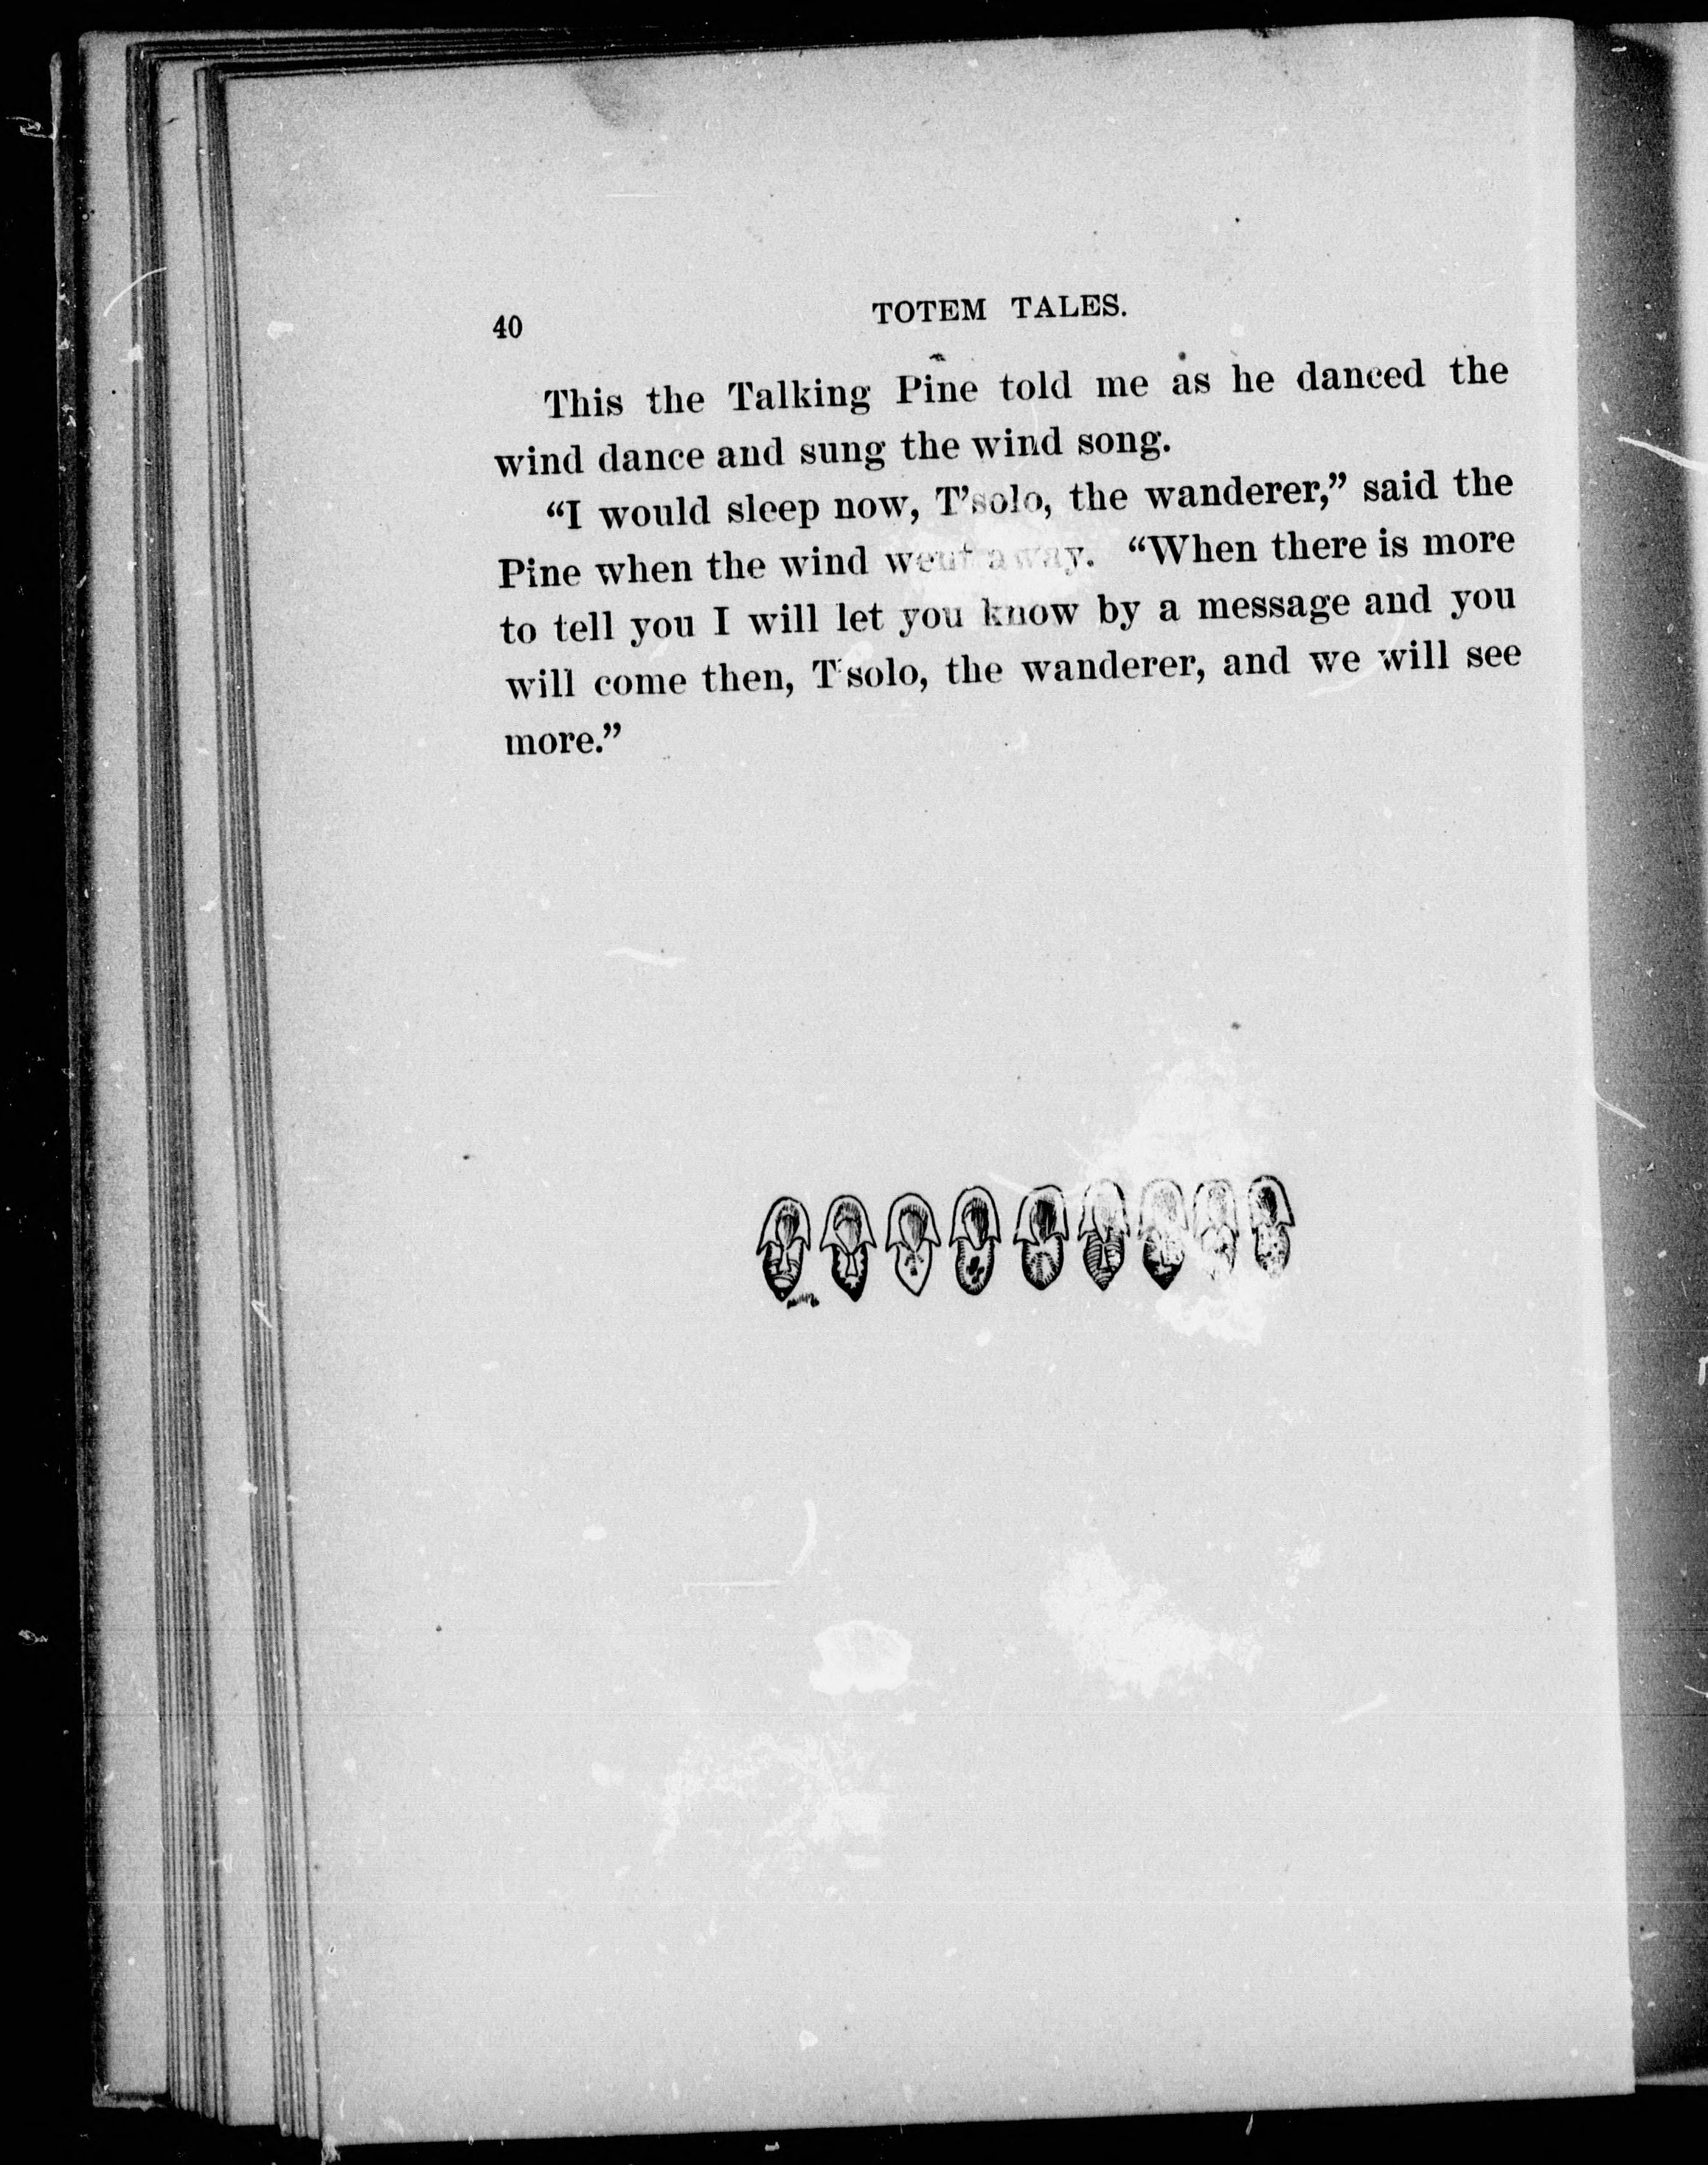 40
TOTEM TALES.
This the Talking Pine told me as he danced the
wind dance and sung the wind song.
“I would sleep now, T’solo, the wanderer,” said the
Pine when the wind went away. “When there is more
to tell you I will let you know by a message and you
will come then, T’solo, the wanderer, and we will see
more.”